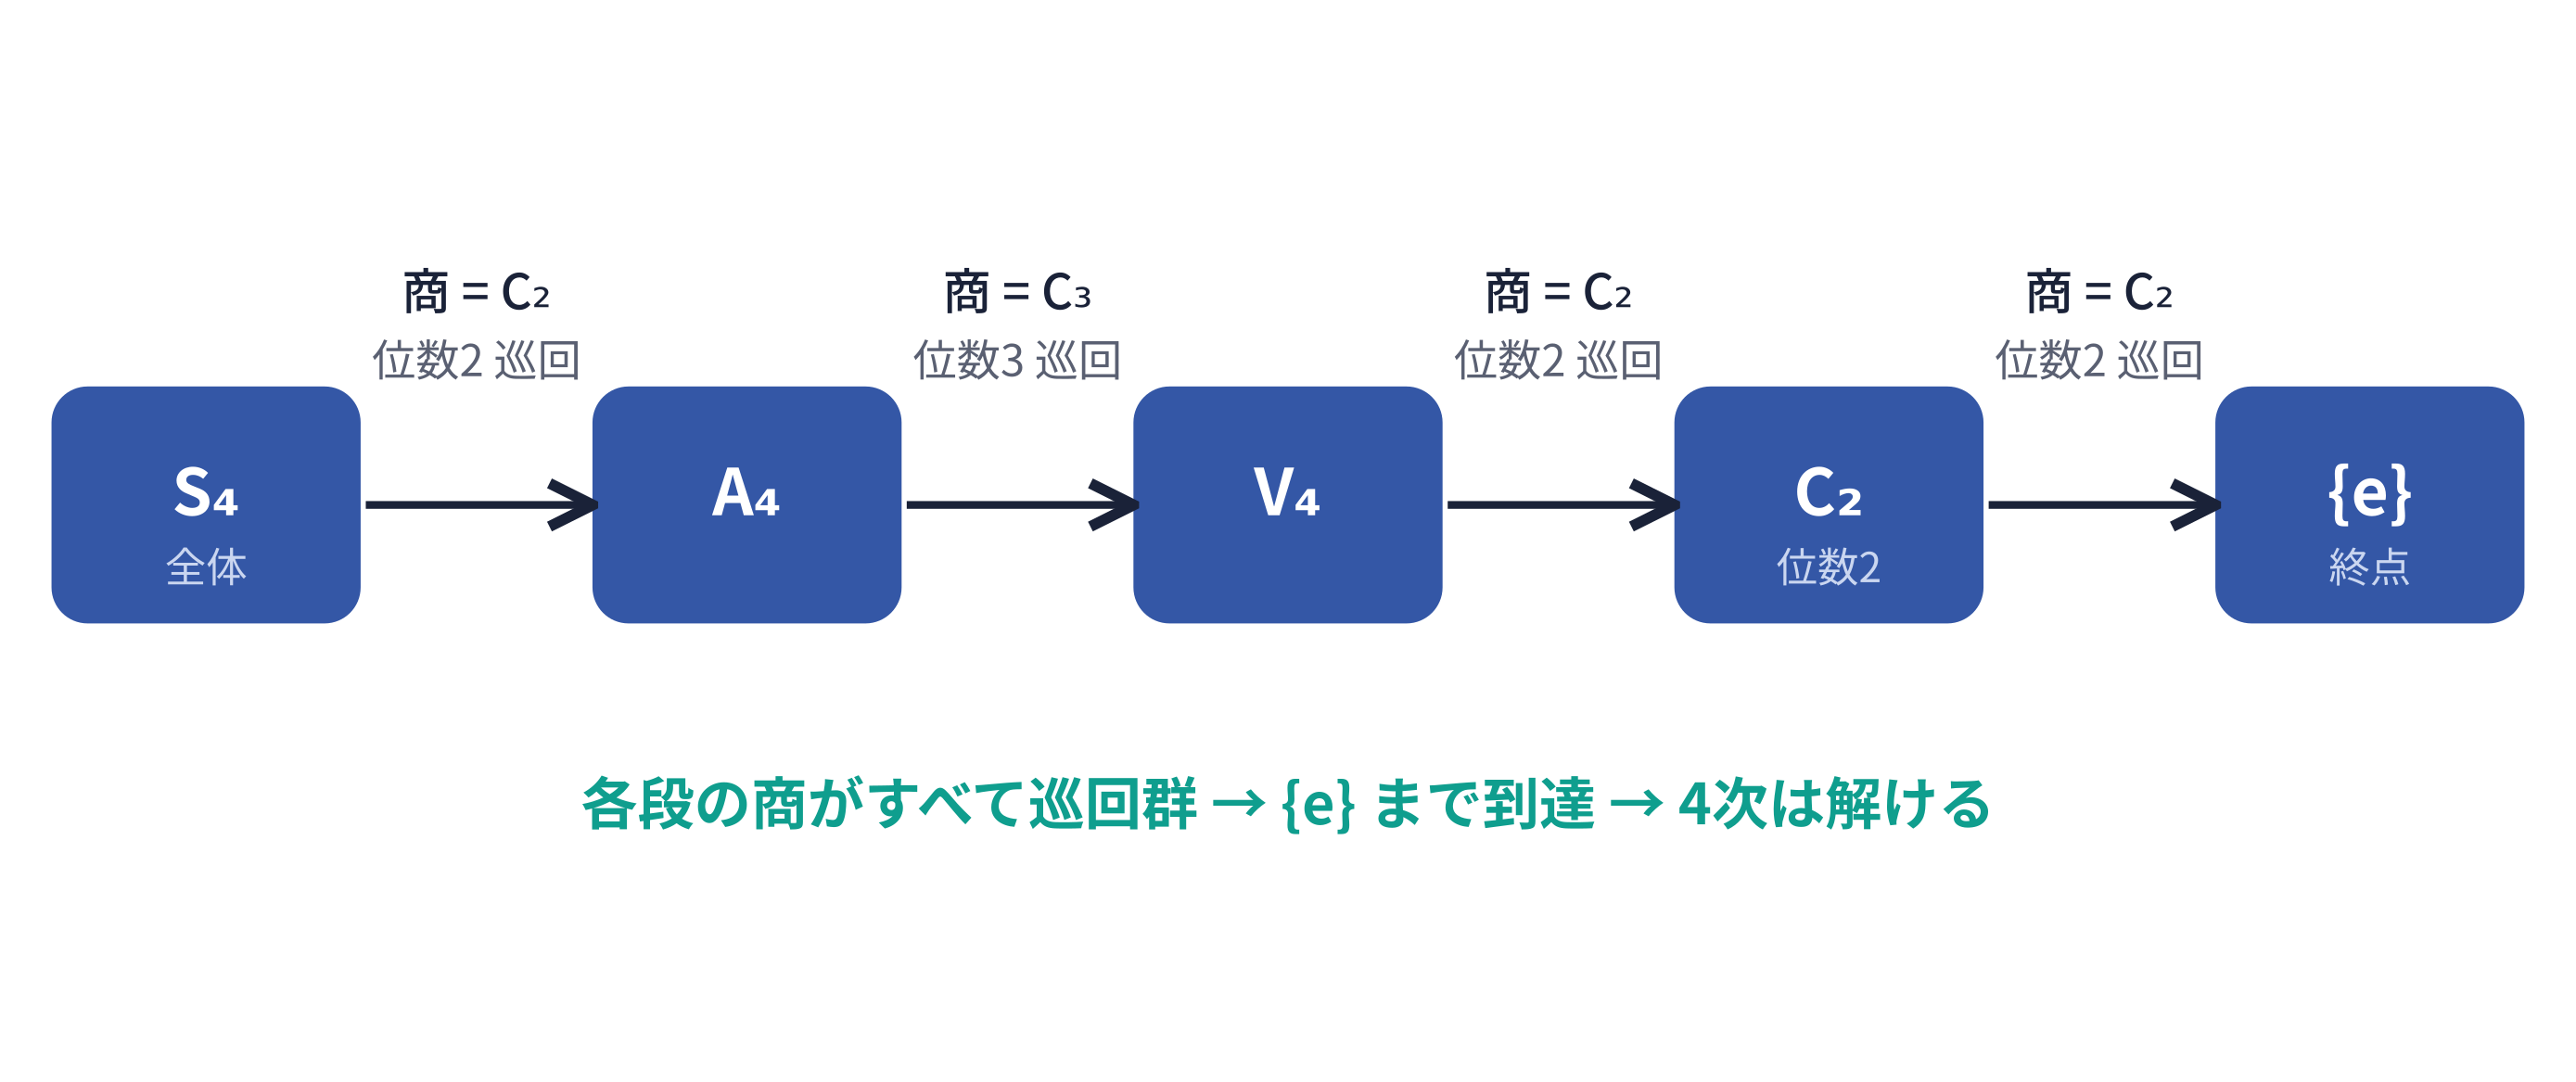 商 = C₂
位数2 巡回
商 = C₃
位数3 巡回
商 = C₂
位数2 巡回
商 = C₂
位数2 巡回
S₄
全体
A₄
V₄
C₂
位数2
{e}
終点
各段の商がすべて巡回群 → {e} まで到達 → 4次は解ける